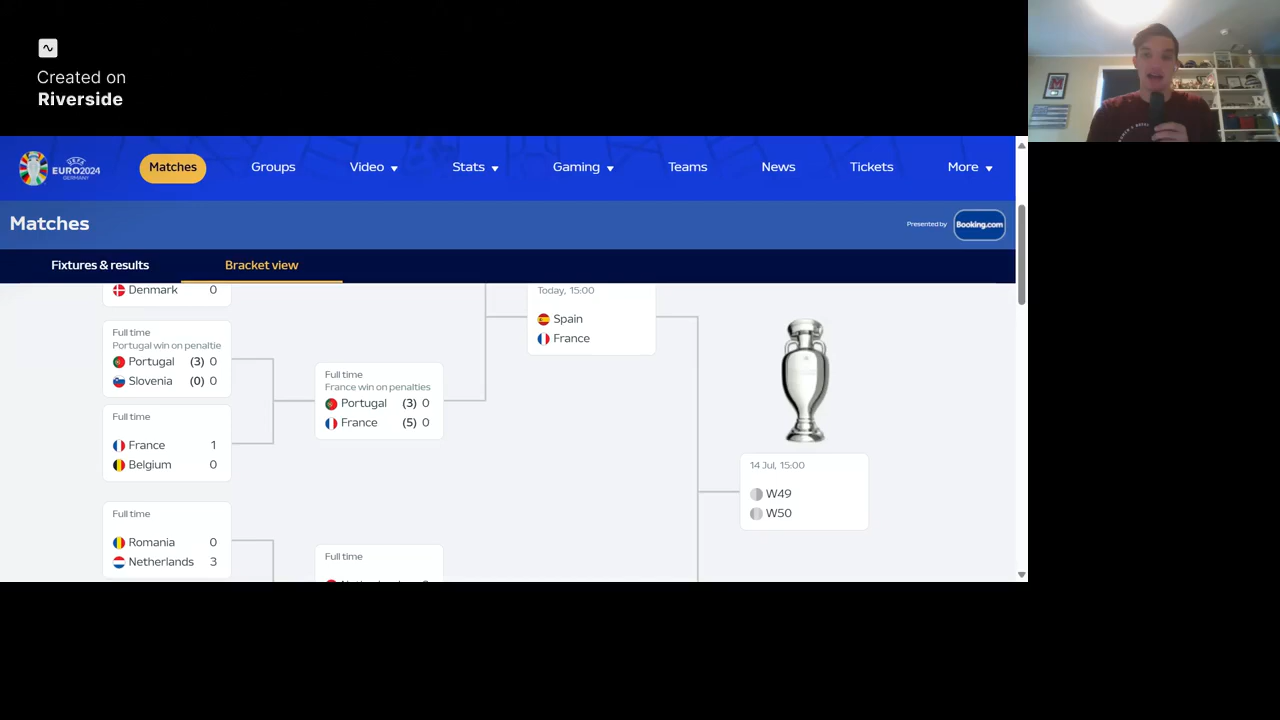 Created on
Riverside
UEFA
EURO2024
GERMANY
Matches
Groups
Video
Stats
Gaming
Teams
News
Tickets
More
Matches
Presented by
Booking.com
Fixtures & results
Bracket view
Denmark 0
Full time
Portugal win on penaltie
Portugal (3) 0
Slovenia (0) 0
Full time
France 1
Belgium 0
Full time
Romania 0
Netherlands 3
Full time
France win on penalties
Portugal (3) 0
France (5) 0
Full time
Today, 15:00
Spain
France
14 Jul, 15:00
W49
W50